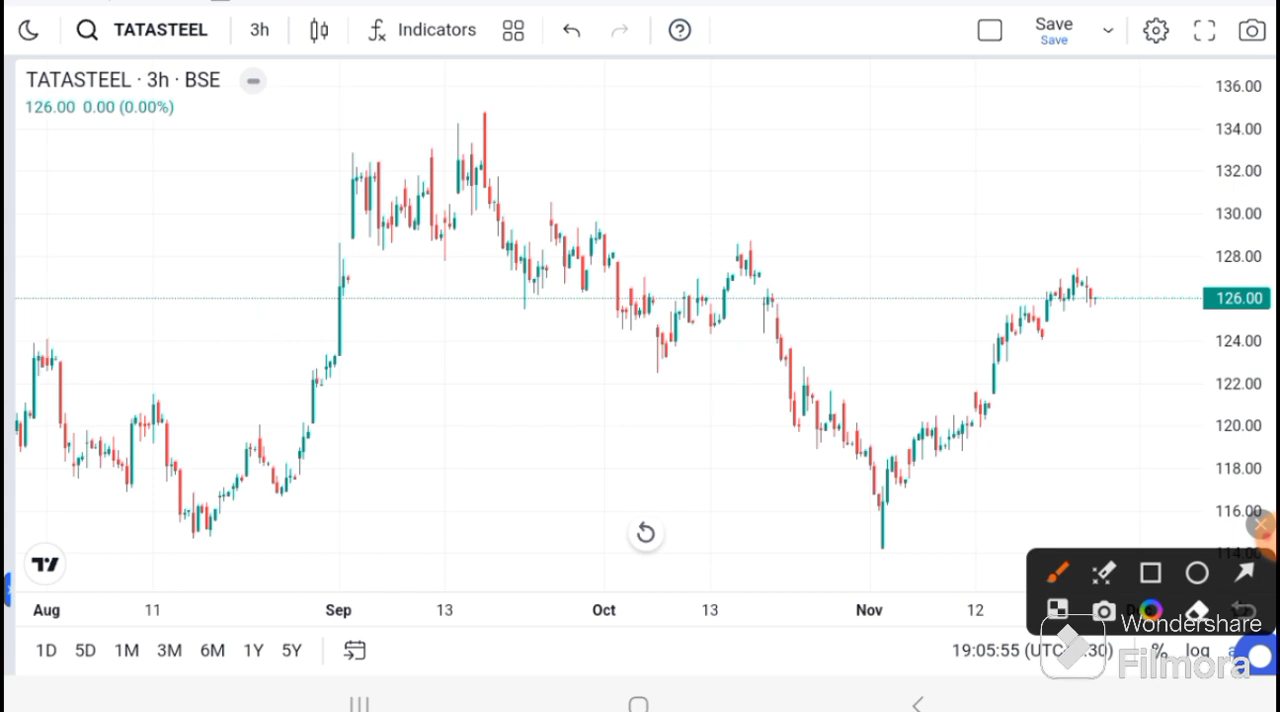 TATASTEEL 3h Indicators Save
Save
TATASTEEL · 3h · BSE
126.00 0.00 (0.00%)
136.00
134.00
132.00
130.00
128.00
126.00
124.00
122.00
120.00
118.00
116.00
114.00
Aug 11 Sep 13 Oct 13 Nov 12
1D 5D 1M 3M 6M 1Y 5Y
19:05:55 (UTC % log
Wondershare
Filmora